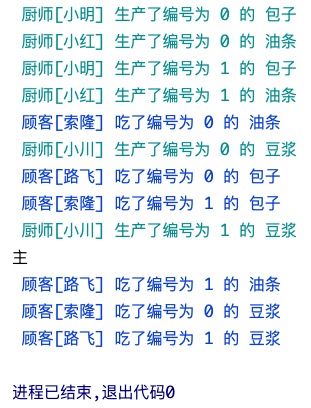 厨师[小明] 生产了编号为 0 的 包子
厨师[小红] 生产了编号为 0 的 油条
厨师[小明] 生产了编号为 1 的 包子
厨师[小红] 生产了编号为 1 的 油条
顾客[索隆] 吃了编号为 0 的 油条
厨师[小川] 生产了编号为 0 的 豆浆
顾客[路飞] 吃了编号为 0 的 包子
顾客[索隆] 吃了编号为 1 的 包子
厨师[小川] 生产了编号为 1 的 豆浆
主
顾客[路飞] 吃了编号为 1 的 油条
顾客[索隆] 吃了编号为 0 的 豆浆
顾客[路飞] 吃了编号为 1 的 豆浆
进程已结束,退出代码0